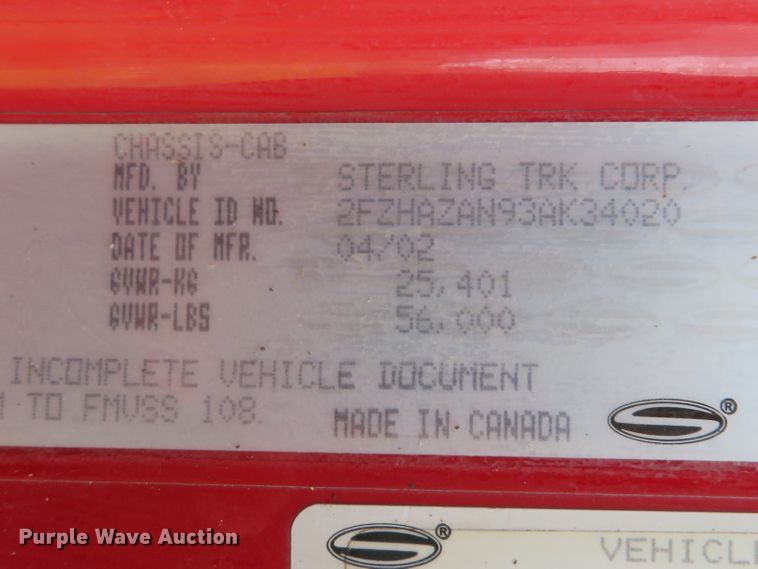 CHASSIS-CAB
MFD. BY STERLING TRK CORP.
VEHICLE ID NO. 2FZHAZAN93AK34020
DATE OF MFR. 04/02
GVWR-KG 25,401
GVWR-LBS 56,000
INCOMPLETE VEHICLE DOCUMENT
TO FMVSS 108.
MADE IN CANADA
®
Purple Wave Auction
®